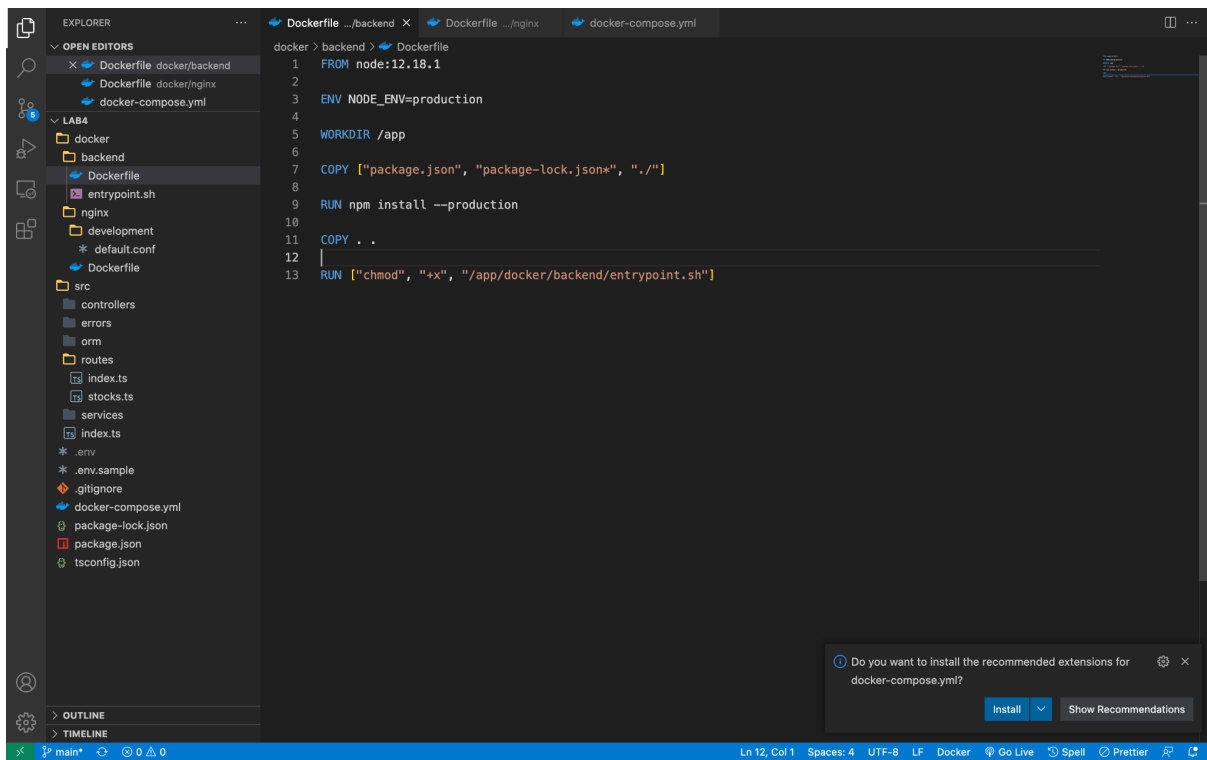 EXPLORER ···
OPEN EDITORS
Dockerfile docker/backend
Dockerfile docker/nginx
docker-compose.yml
LAB4
docker
backend
Dockerfile
entrypoint.sh
nginx
development
default.conf
Dockerfile
src
controllers
errors
orm
routes
index.ts
stocks.ts
services
index.ts
.env
.env.sample
.gitignore
docker-compose.yml
package-lock.json
package.json
tsconfig.json
OUTLINE
TIMELINE
5
Dockerfile .../backend Dockerfile .../nginx docker-compose.yml ···
docker > backend > Dockerfile
1 FROM node:12.18.1
2
3 ENV NODE_ENV=production
4
5 WORKDIR /app
6
7 COPY ["package.json", "package-lock.json*", "./"]
8
9 RUN npm install --production
10
11 COPY . .
12
13 RUN ["chmod", "+x", "/app/docker/backend/entrypoint.sh"]
Do you want to install the recommended extensions for
docker-compose.yml?
Install Show Recommendations
main* 0 0 Ln 12, Col 1 Spaces: 4 UTF-8 LF Docker Go Live Spell Prettier